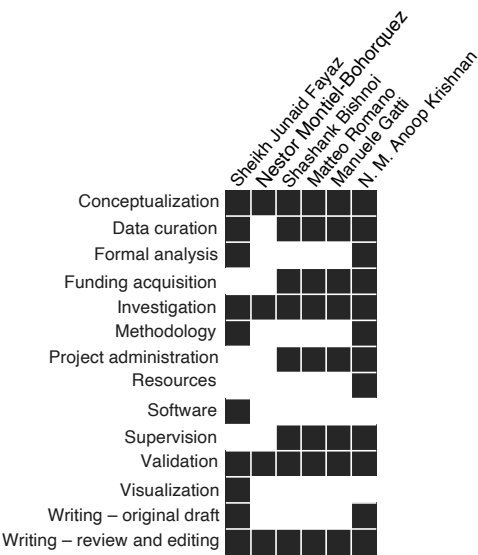 Sheikh Junaid Fayaz
Nestor Montiel-Bohorquez
Shashank Bishnoi
Matteo Romano
Manuele Gatti
N. M. Anoop Krishnan
Conceptualization
Data curation
Formal analysis
Funding acquisition
Investigation
Methodology
Project administration
Resources
Software
Supervision
Validation
Visualization
Writing – original draft
Writing – review and editing